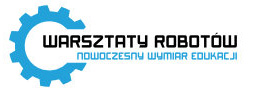 WARSZTATY ROBOTÓW
NOWOCZESNY WYMIAR EDUKACJI